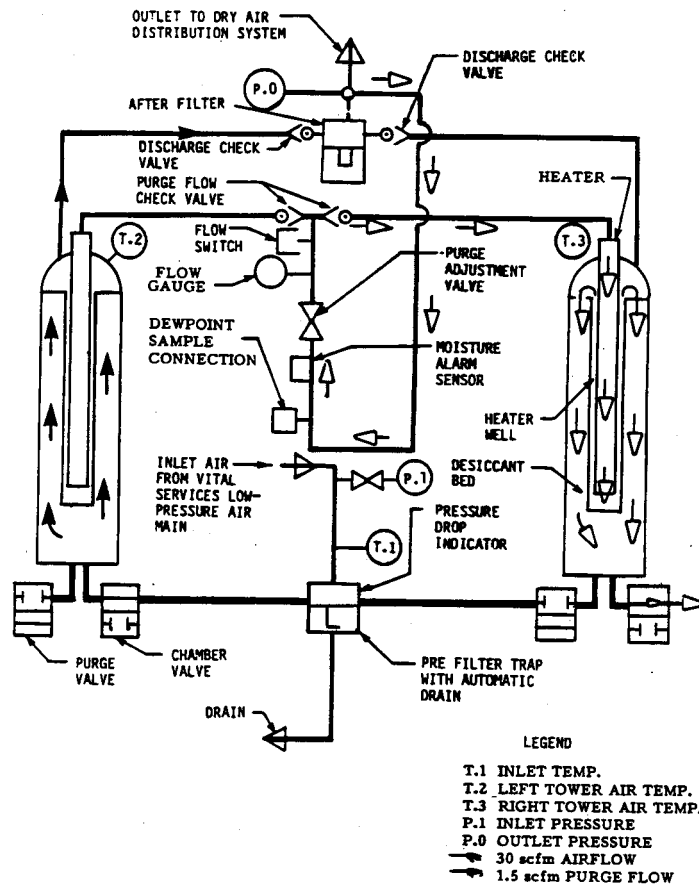 OUTLET TO DRY AIR
DISTRIBUTION SYSTEM
P.O
DISCHARGE CHECK
VALVE
AFTER FILTER
DISCHARGE CHECK
VALVE
PURGE FLOW
CHECK VALVE
HEATER
T.2
FLOW
SWITCH
T.3
FLOW
GAUGE
PURGE
ADJUSTMENT
VALVE
DEWPOINT
SAMPLE
CONNECTION
MOISTURE
ALARM
SENSOR
HEATER
WELL
INLET AIR
FROM VITAL
SERVICES LOW-
PRESSURE AIR
MAIN
P.1
DESICCANT
BED
PRESSURE
DROP
INDICATOR
T.1
PURGE
VALVE
CHAMBER
VALVE
PRE FILTER TRAP
WITH AUTOMATIC
DRAIN
DRAIN
LEGEND
T.1 INLET TEMP.
T.2 LEFT TOWER AIR TEMP.
T.3 RIGHT TOWER AIR TEMP.
P.1 INLET PRESSURE
P.0 OUTLET PRESSURE
30 scfm AIRFLOW
1.5 scfm PURGE FLOW